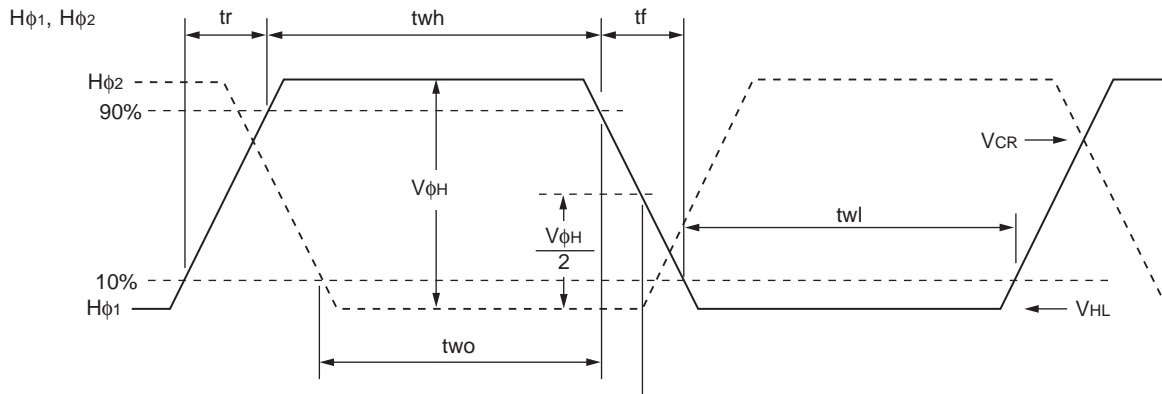 Hϕ1, Hϕ2
tr
twh
tf
Hϕ2
90%
VCR
VϕH
twl
VϕH
2
10%
Hϕ1
VHL
two